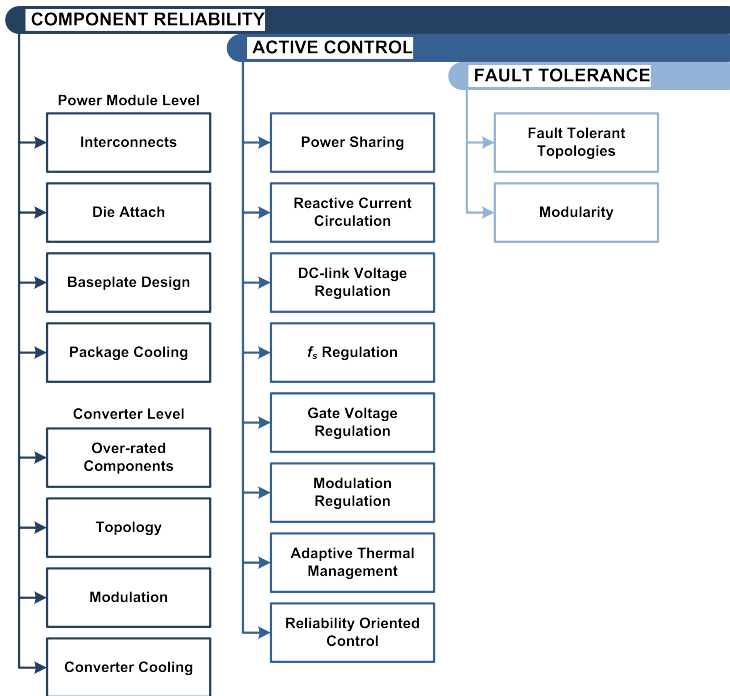 COMPONENT RELIABILITY
ACTIVE CONTROL
FAULT TOLERANCE
Power Module Level
Interconnects
Die Attach
Baseplate Design
Package Cooling
Converter Level
Over-rated
Components
Topology
Modulation
Converter Cooling
Power Sharing
Reactive Current
Circulation
DC-link Voltage
Regulation
fs Regulation
Gate Voltage
Regulation
Modulation
Regulation
Adaptive Thermal
Management
Reliability Oriented
Control
Fault Tolerant
Topologies
Modularity